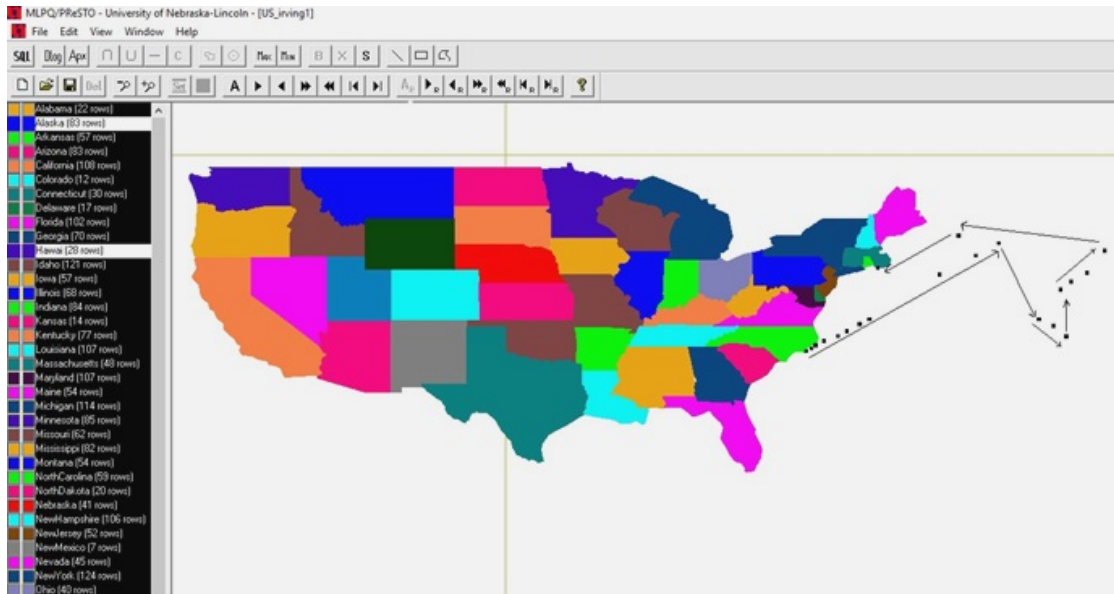 MLPQ/PReSTO - University of Nebraska-Lincoln - [US_irving1]
File Edit View Window Help
SQL Dlog Apx C Max Min B X S
Bol Set A A R R R R R R R ?
Alabama (22 rows)
Alaska (83 rows)
Arkansas (57 rows)
Arizona (83 rows)
California (108 rows)
Colorado (12 rows)
Connecticut (30 rows)
Delaware (17 rows)
Florida (102 rows)
Georgia (70 rows)
Hawai (28 rows)
Idaho (121 rows)
Iowa (57 rows)
Illinois (68 rows)
Indiana (84 rows)
Kansas (14 rows)
Kentucky (77 rows)
Louisiana (107 rows)
Massachusetts (48 rows)
Maryland (107 rows)
Maine (54 rows)
Michigan (114 rows)
Minnesota (85 rows)
Missouri (62 rows)
Mississippi (82 rows)
Montana (54 rows)
NorthCarolina (59 rows)
NorthDakota (20 rows)
Nebraska (41 rows)
NewHampshire (106 rows)
NewJersey (52 rows)
NewMexico (7 rows)
Nevada (45 rows)
NewYork (124 rows)
Ohio (40 rows)